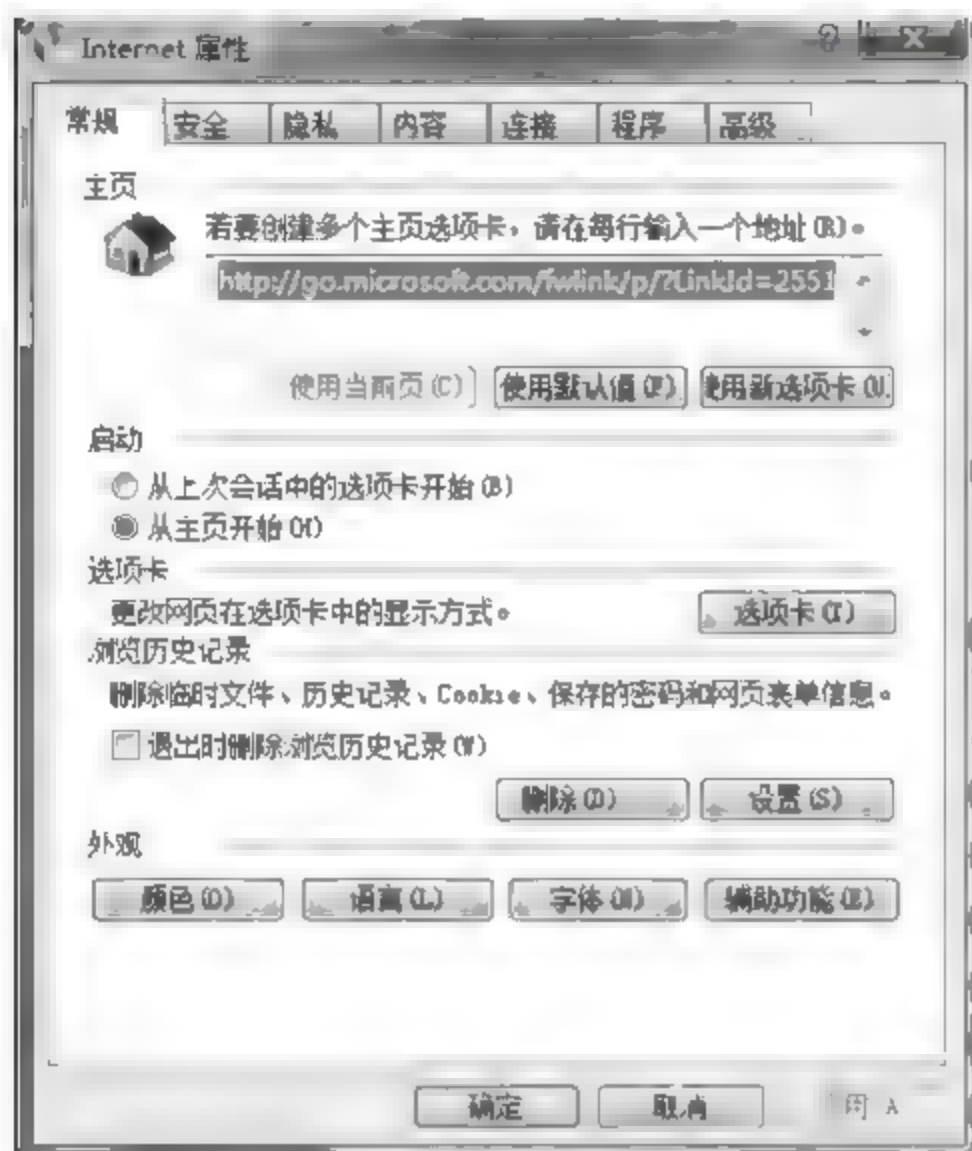 Internet 属性
常规 安全 隐私 内容 连接 程序 高级
主页
若要创建多个主页选项卡，请在每行输入一个地址(R)。
http://go.microsoft.com/fwlink/p/?LinkId=2551
使用当前页(C) 使用默认值(F) 使用新选项卡(U)
启动
从上次会话中的选项卡开始(B)
从主页开始(H)
选项卡
更改网页在选项卡中的显示方式。 选项卡(T)
浏览历史记录
删除临时文件、历史记录、Cookie、保存的密码和网页表单信息。
退出时删除浏览历史记录(W)
删除(D) 设置(S)
外观
颜色(O) 语言(L) 字体(N) 辅助功能(E)
确定 取消